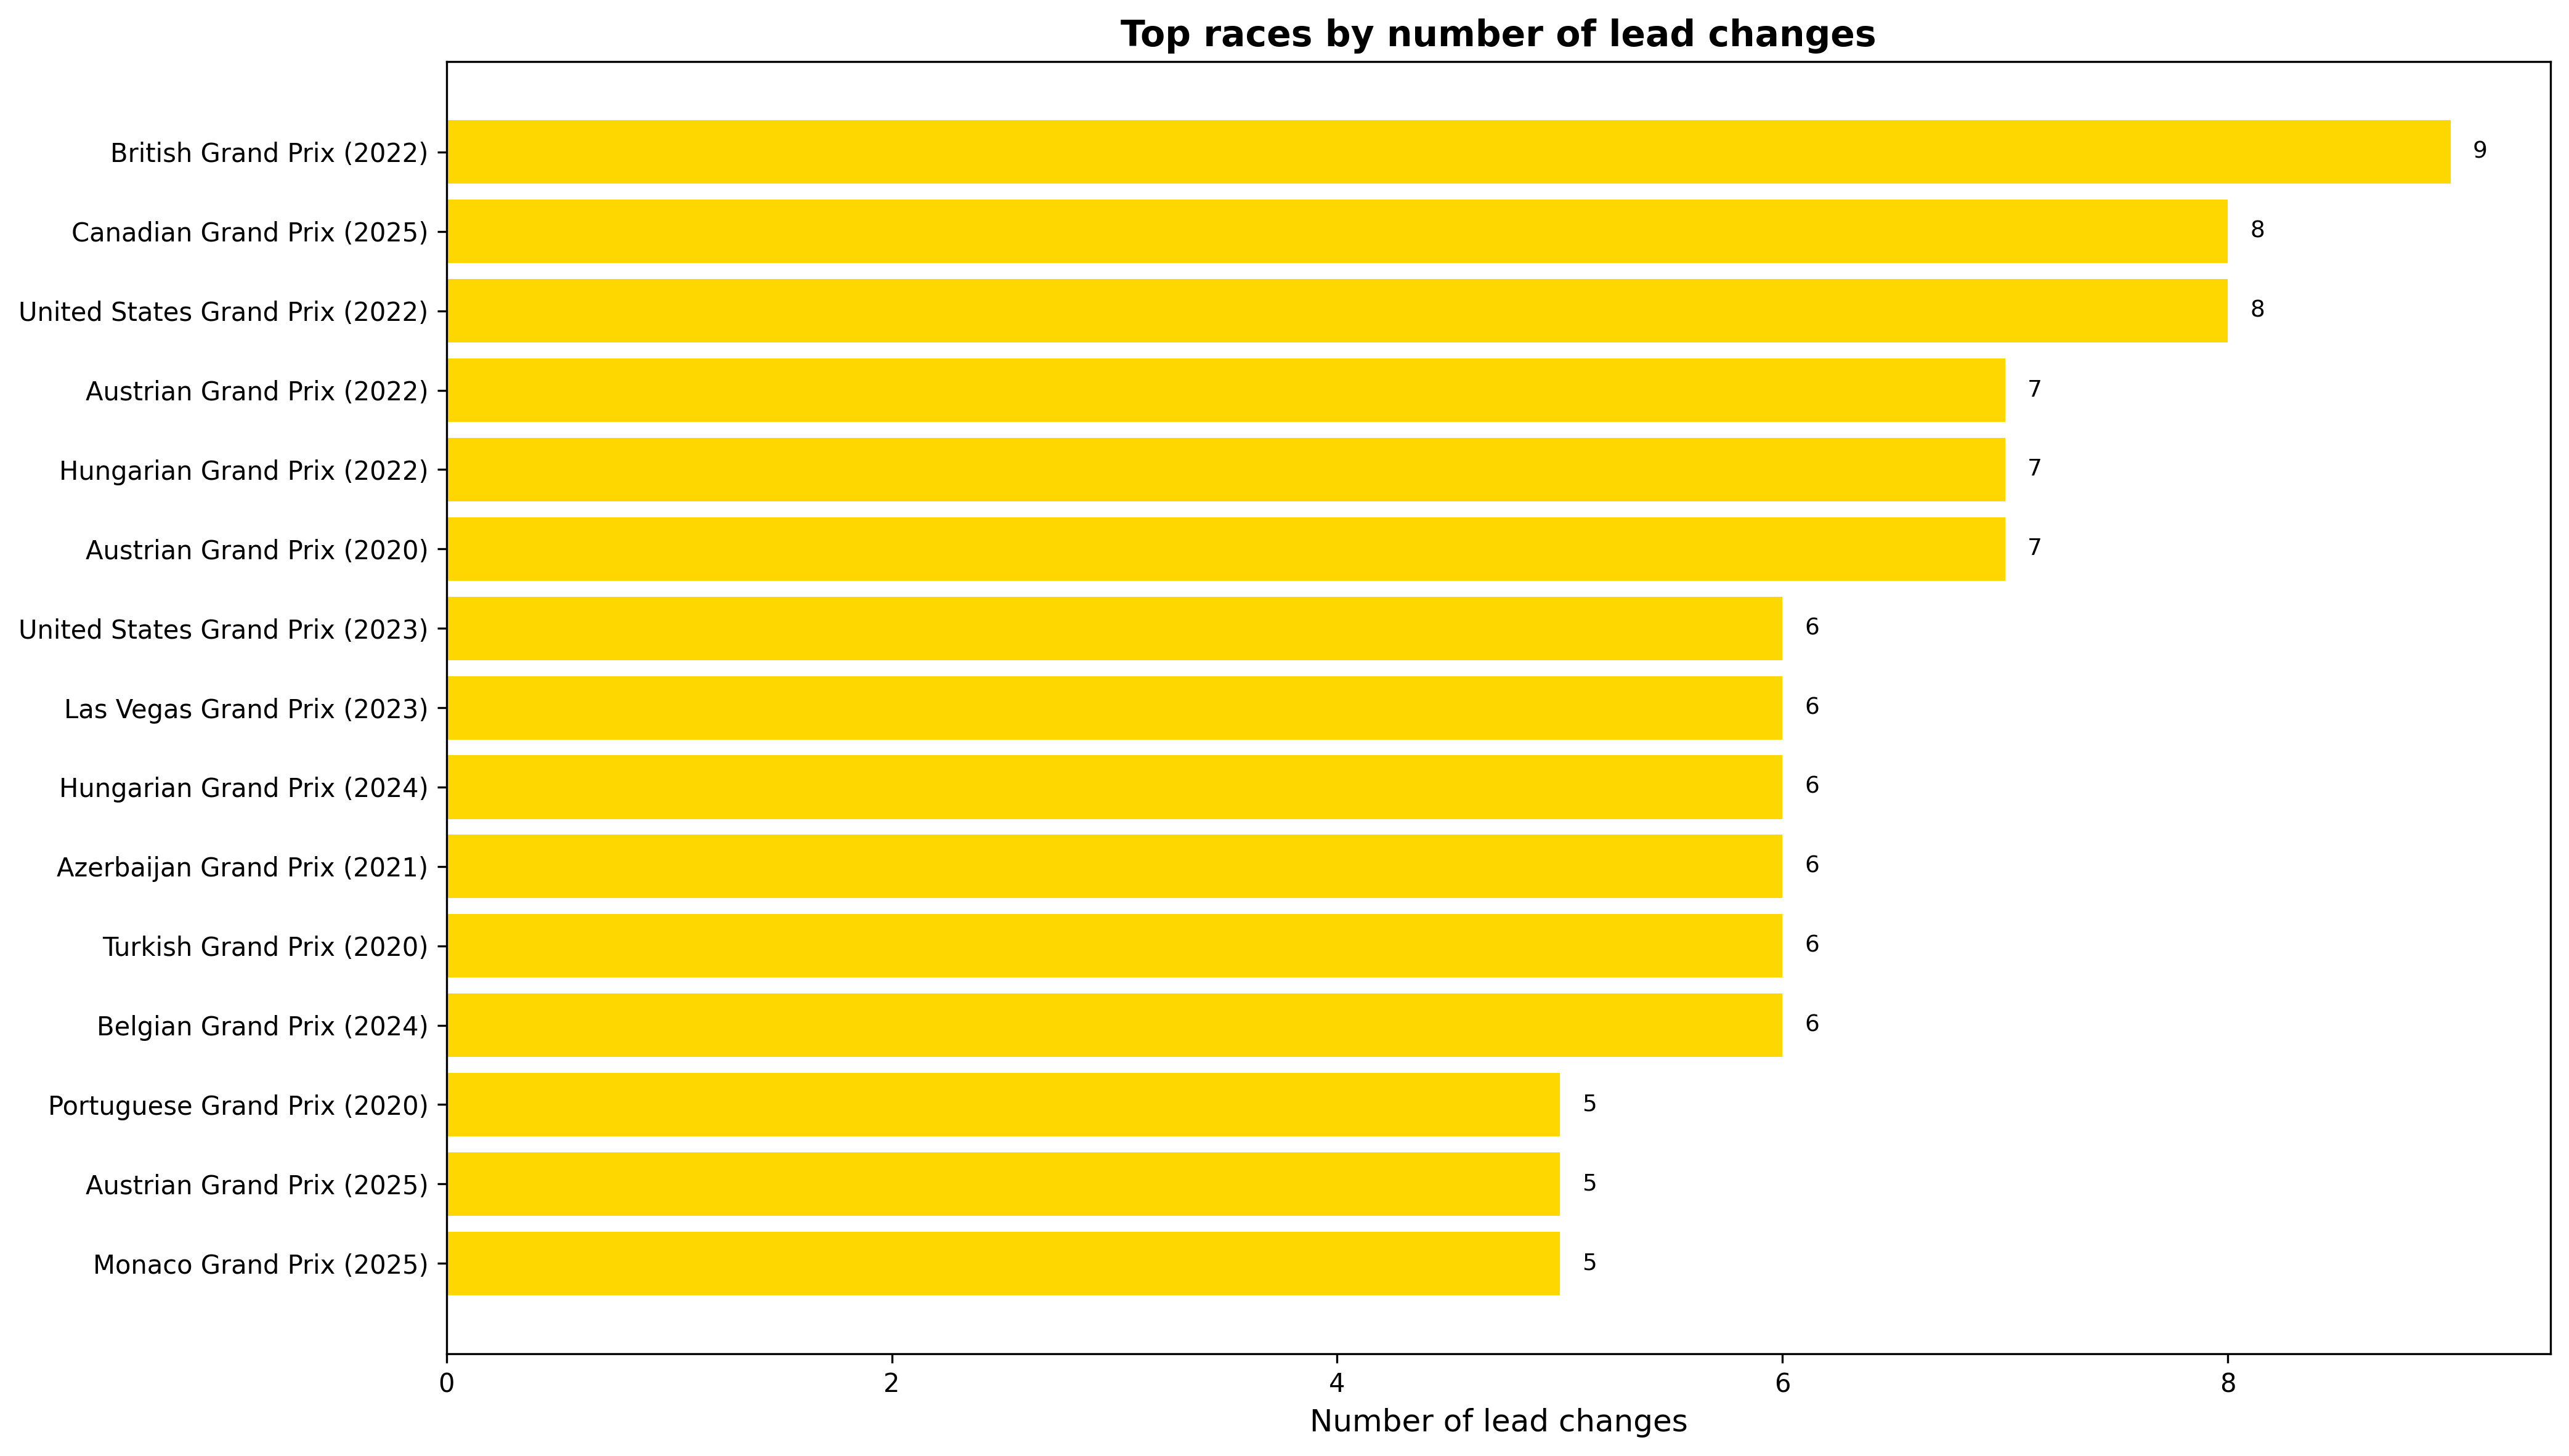 Top races by number of lead changes
British Grand Prix (2022) 9
Canadian Grand Prix (2025) 8
United States Grand Prix (2022) 8
Austrian Grand Prix (2022) 7
Hungarian Grand Prix (2022) 7
Austrian Grand Prix (2020) 7
United States Grand Prix (2023) 6
Las Vegas Grand Prix (2023) 6
Hungarian Grand Prix (2024) 6
Azerbaijan Grand Prix (2021) 6
Turkish Grand Prix (2020) 6
Belgian Grand Prix (2024) 6
Portuguese Grand Prix (2020) 5
Austrian Grand Prix (2025) 5
Monaco Grand Prix (2025) 5
0 2 4 6 8
Number of lead changes